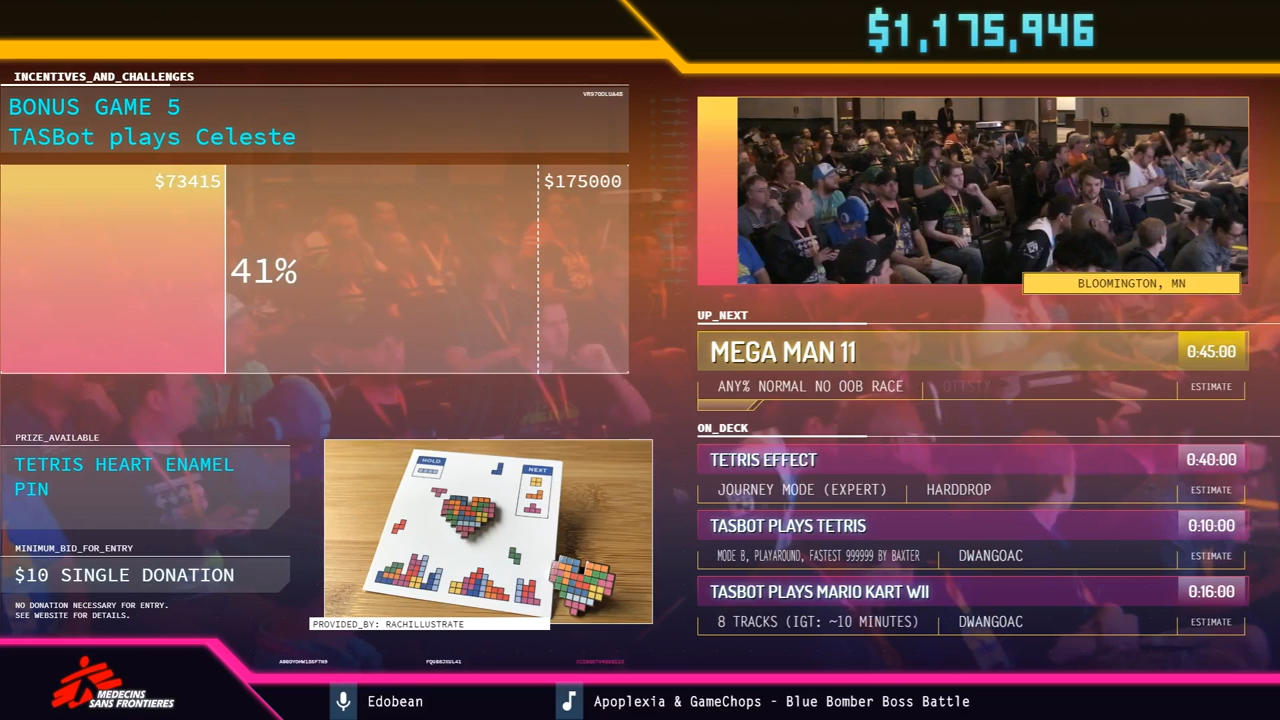 $1,175,946
INCENTIVES_AND_CHALLENGES
BONUS GAME 5
TASBot plays Celeste
$73415
$175000
41%
BLOOMINGTON, MN
UP_NEXT
MEGA MAN 11
0:45:00
ANY% NORMAL NO OOB RACE
ESTIMATE
ON_DECK
TETRIS EFFECT
0:40:00
JOURNEY MODE (EXPERT)
HARDDROP
ESTIMATE
TASBOT PLAYS TETRIS
0:10:00
MODE B, PLAYAROUND, FASTEST 999999 BY BAXTER
DWANGOAC
ESTIMATE
TASBOT PLAYS MARIO KART WII
0:16:00
8 TRACKS (IGT: ~10 MINUTES)
DWANGOAC
ESTIMATE
PRIZE_AVAILABLE
TETRIS HEART ENAMEL
PIN
MINIMUM_BID_FOR_ENTRY
$10 SINGLE DONATION
NO DONATION NECESSARY FOR ENTRY.
SEE WEBSITE FOR DETAILS.
HOLD
NEXT
PROVIDED_BY: RACHILLUSTRATE
MEDECINS
SANS FRONTIERES
Edobean
Apoplexia & GameChops - Blue Bomber Boss Battle